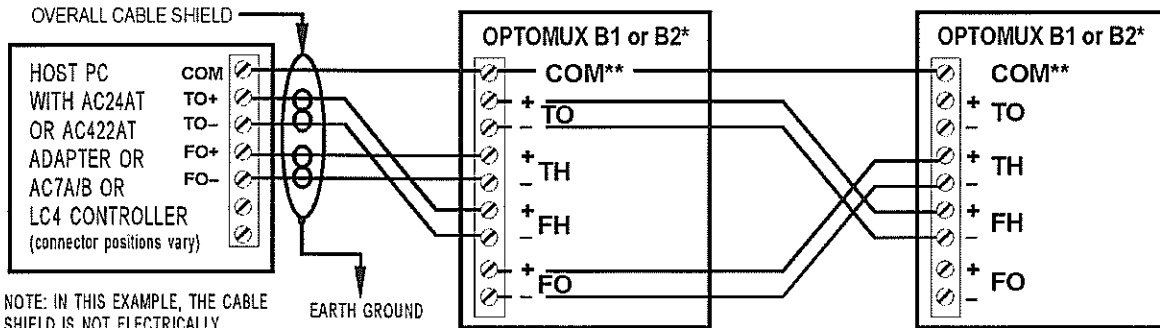 OVERALL CABLE SHIELD
HOST PC
WITH AC24AT
OR AC422AT
ADAPTER OR
AC7A/B OR
LC4 CONTROLLER
(connector positions vary)
COM
TO+
TO–
FO+
FO–
NOTE: IN THIS EXAMPLE, THE CABLE
SHIELD IS NOT ELECTRICALLY
EARTH GROUND
OPTOMUX B1 or B2*
COM**
+ TO
–
+ TH
–
+ FH
–
+ FO
–
OPTOMUX B1 or B2*
COM**
+ TO
–
+ TH
–
+ FH
–
+ FO
–